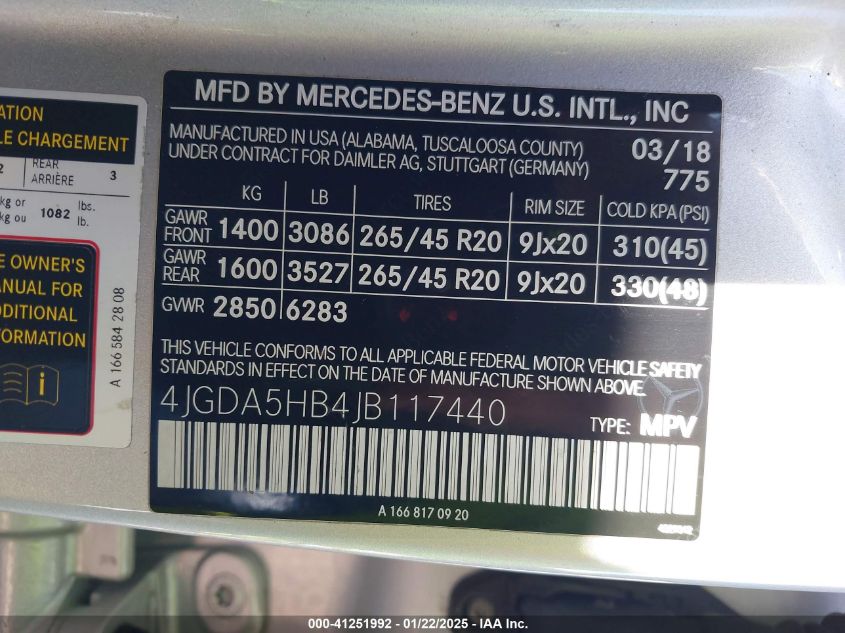 ATION
LE CHARGEMENT
2 REAR ARRIÈRE 3
kg or
kg ou 1082 lbs.
lb.
E OWNER'S
MANUAL FOR
DDITIONAL
FORMATION
i
A 166 584 28 08
MFD BY MERCEDES-BENZ U.S. INTL., INC
MANUFACTURED IN USA (ALABAMA, TUSCALOOSA COUNTY) 03/18
UNDER CONTRACT FOR DAIMLER AG, STUTTGART (GERMANY) 775
KG LB TIRES RIM SIZE COLD KPA (PSI)
GAWR FRONT 1400 3086 265/45 R20 9Jx20 310(45)
GAWR REAR 1600 3527 265/45 R20 9Jx20 330(48)
GVWR 2850 6283
THIS VEHICLE CONFORMS TO ALL APPLICABLE FEDERAL MOTOR VEHICLE SAFETY
STANDARDS IN EFFECT ON THE DATE OF MANUFACTURE SHOWN ABOVE.
4JGDA5HB4JB117440 TYPE: MPV
A 166 817 09 20
000-41251992 - 01/22/2025 - IAA Inc.